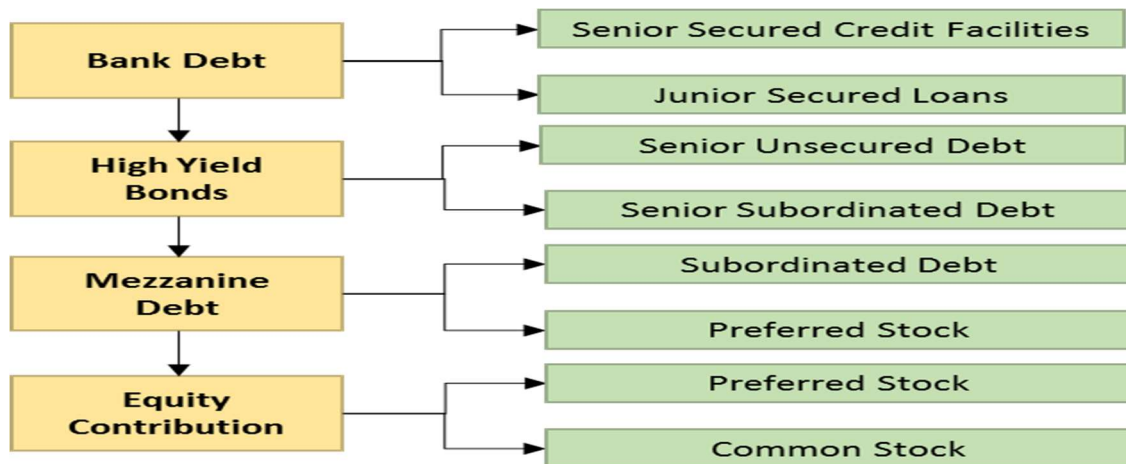 Bank Debt
Senior Secured Credit Facilities
Junior Secured Loans
High Yield
Bonds
Senior Unsecured Debt
Senior Subordinated Debt
Mezzanine
Debt
Subordinated Debt
Preferred Stock
Equity
Contribution
Preferred Stock
Common Stock